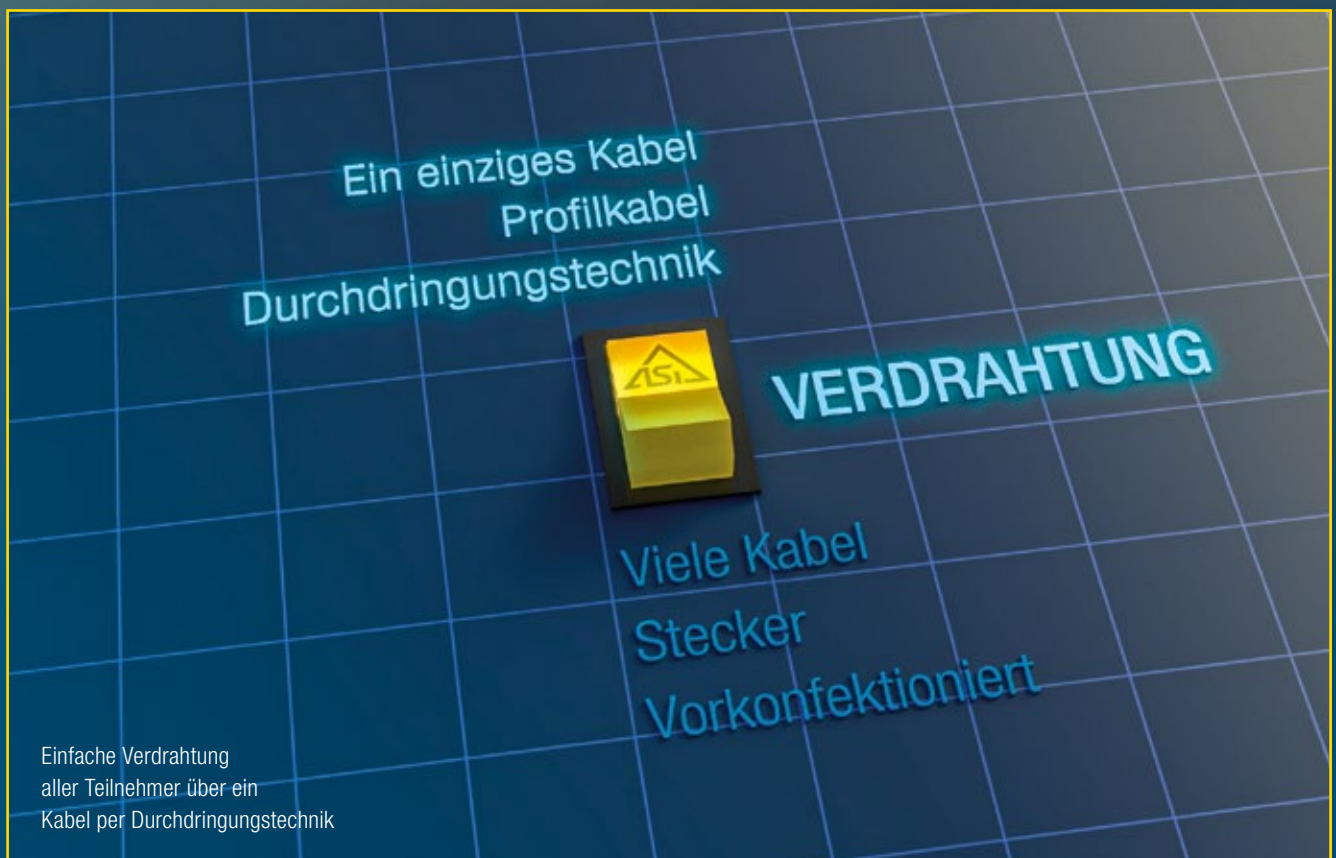 Ein einziges Kabel
Profilkabel
Durchdringungstechnik
ASi
VERDRAHTUNG
Viele Kabel
Stecker
Vorkonfektioniert
Einfache Verdrahtung
aller Teilnehmer über ein
Kabel per Durchdringungstechnik